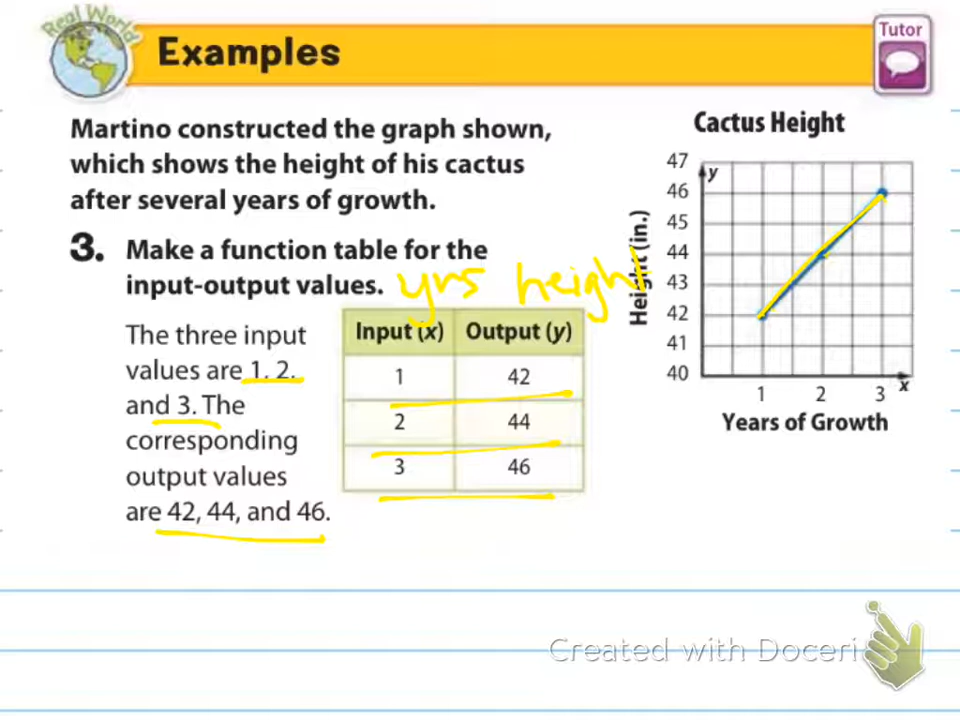 Real World
Examples
Tutor
Martino constructed the graph shown,
which shows the height of his cactus
after several years of growth.
3. Make a function table for the
input-output values.
yrs height
The three input
values are 1, 2,
and 3. The
corresponding
output values
are 42, 44, and 46.
Input (x) Output (y)
1 42
2 44
3 46
Cactus Height
Height (in.)
y
47
46
45
44
43
42
41
40
1 2 3 x
Years of Growth
Created with Doceri